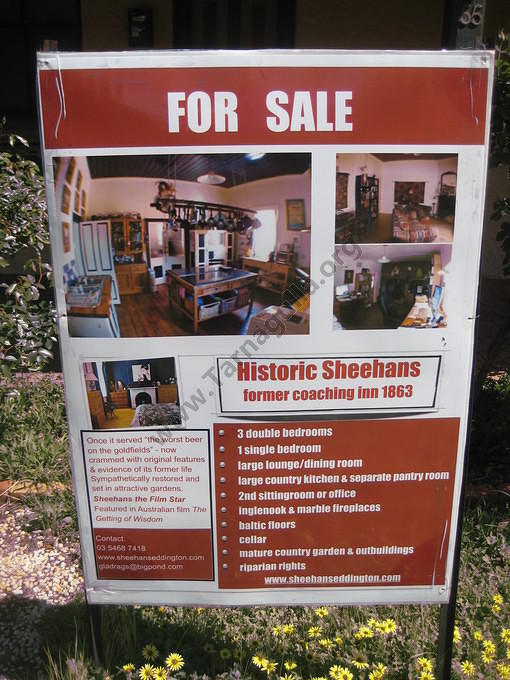 35
FOR SALE
Historic Sheehans
former coaching inn 1863
Once it served "the worst beer
on the goldfields" - now
crammed with original features
& evidence of its former life
Sympathetically restored and
set in attractive gardens.
Sheehans the Film Star
Featured in Australian film The
Getting of Wisdom
Contact:
03 5468 7418
www.sheehanseddington.com
gladrags@bigpond.com
3 double bedrooms
1 single bedroom
large lounge/dining room
large country kitchen & separate pantry room
2nd sittingroom or office
inglenook & marble fireplaces
baltic floors
cellar
mature country garden & outbuildings
riparian rights
www.sheehanseddington.com
www.Tarnagulla.org